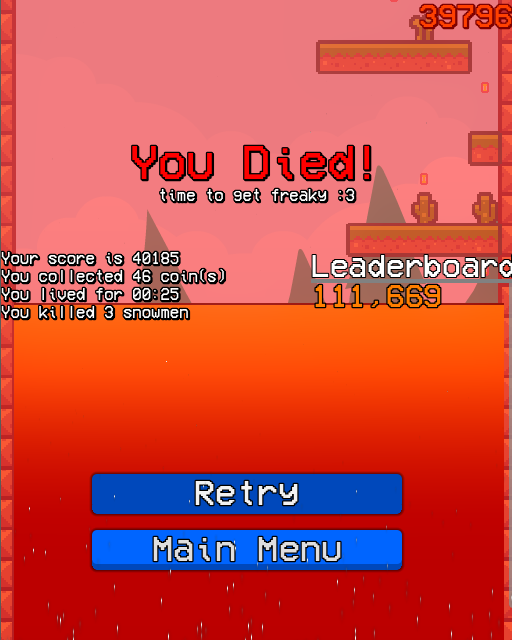 39796
You Died!
time to get freaky :3
Your score is 40185
You collected 46 coin(s)
You lived for 00:25
You killed 3 snowmen
Leaderboard
111,669
Retry
Main Menu